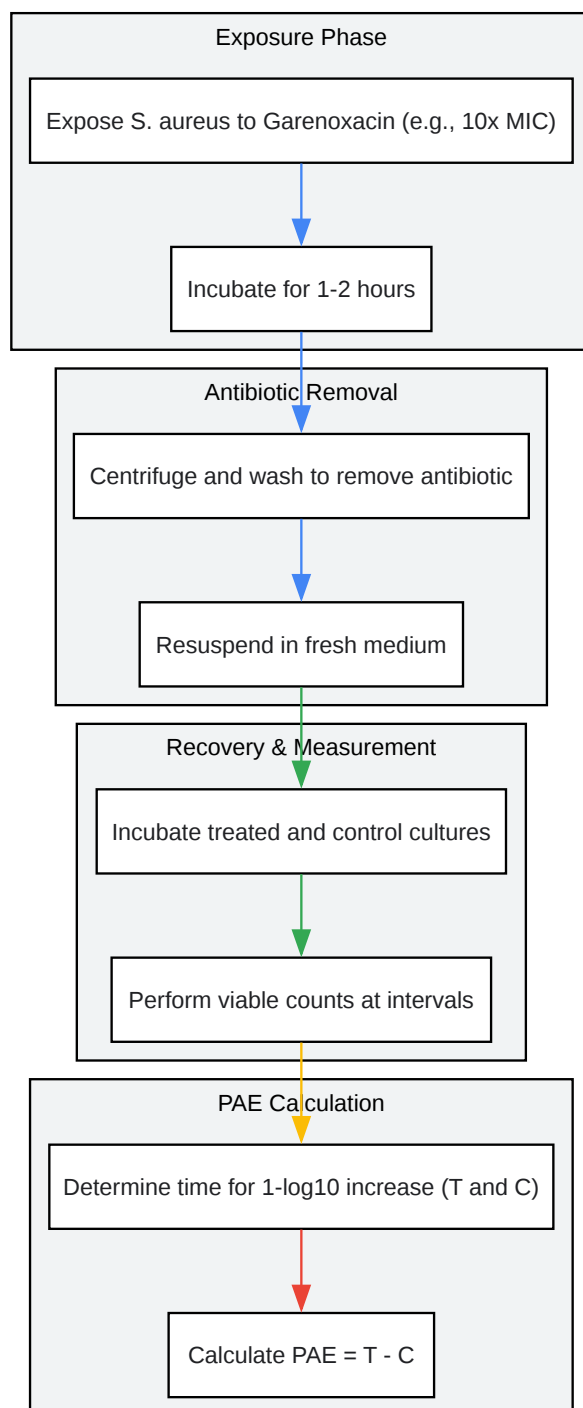 Exposure Phase
Expose S. aureus to Garenoxacin (e.g., 10x MIC)
Incubate for 1-2 hours
Antibiotic Removal
Centrifuge and wash to remove antibiotic
Resuspend in fresh medium
Recovery & Measurement
Incubate treated and control cultures
Perform viable counts at intervals
PAE Calculation
Determine time for 1-log10 increase (T and C)
Calculate PAE = T - C